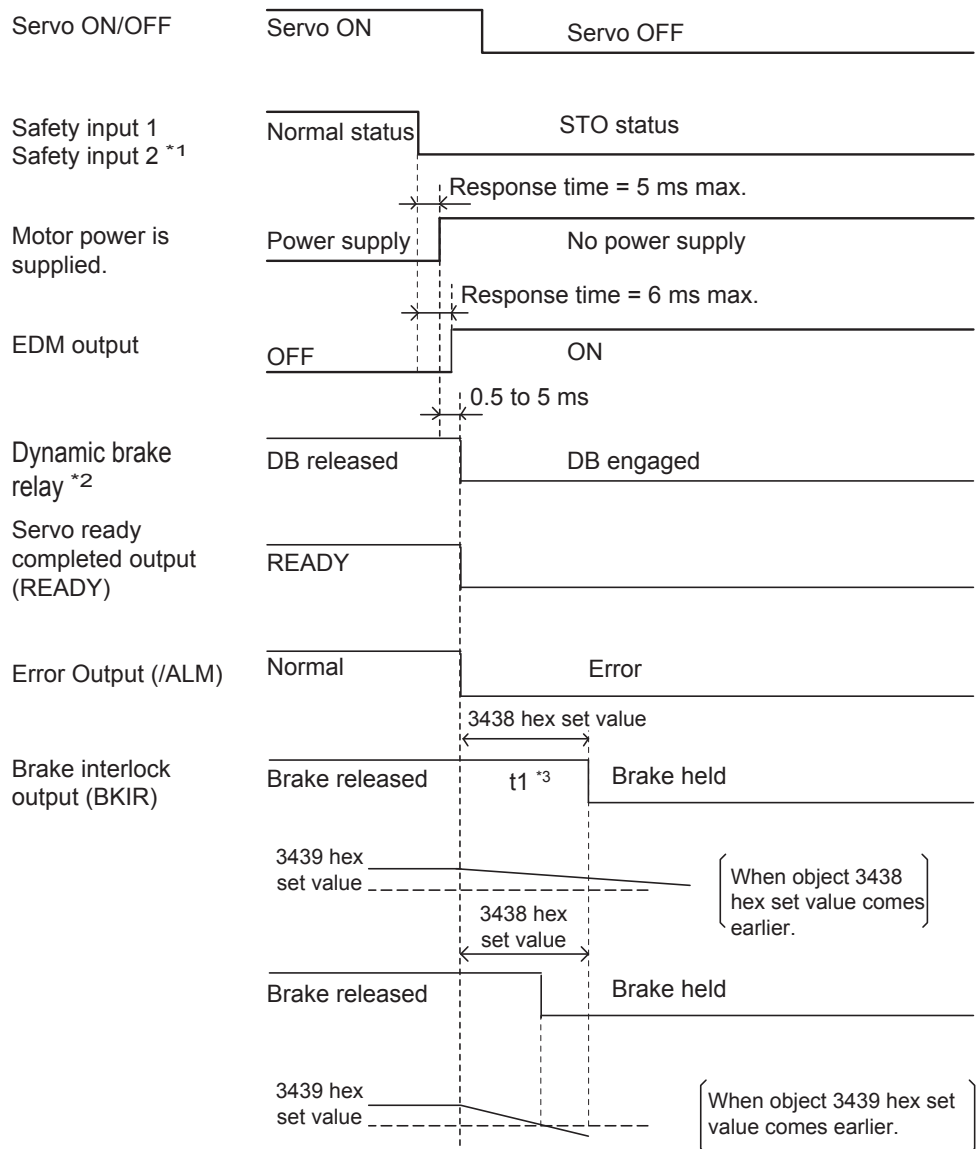 Servo ON/OFF
Servo ON
Servo OFF
Safety input 1
Safety input 2 *1
Normal status
STO status
Response time = 5 ms max.
Motor power is
supplied.
Power supply
No power supply
Response time = 6 ms max.
EDM output
OFF
ON
0.5 to 5 ms
Dynamic brake
relay *2
DB released
DB engaged
Servo ready
completed output
(READY)
READY
Error Output (/ALM)
Normal
Error
3438 hex set value
Brake interlock
output (BKIR)
Brake released
t1 *3
Brake held
3439 hex
set value
When object 3438
hex set value comes
earlier.
3438 hex
set value
Brake released
Brake held
3439 hex
set value
When object 3439 hex set
value comes earlier.